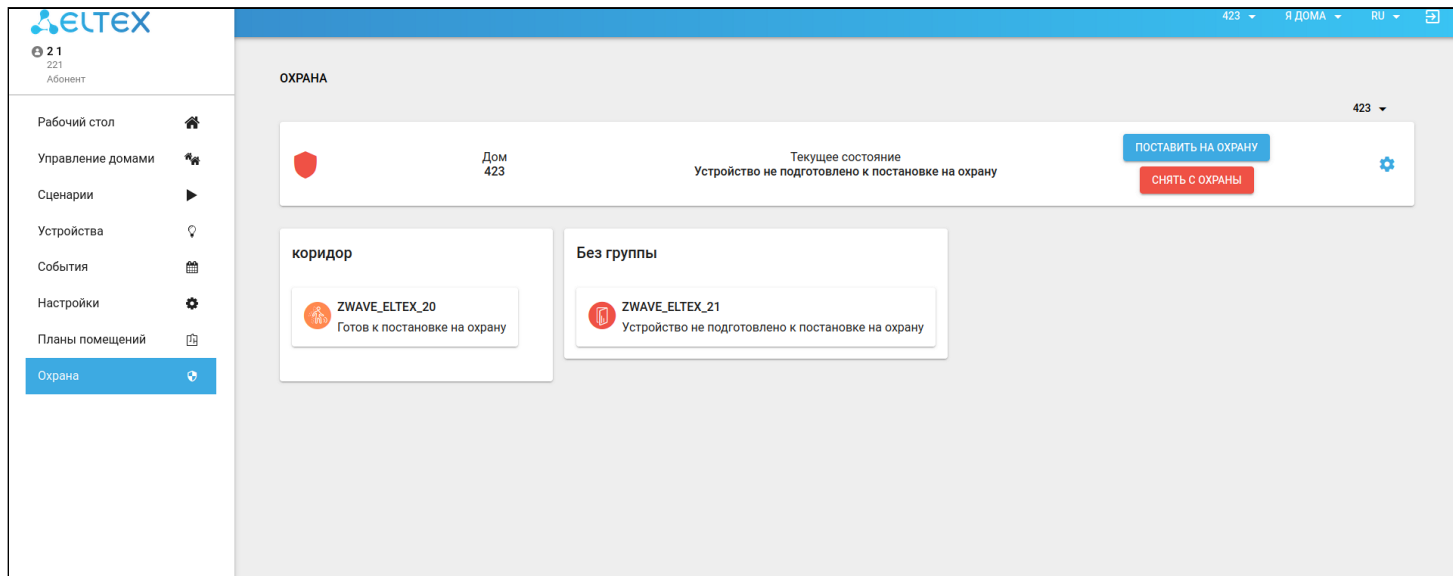 ELTEX
423
Я ДОМА
RU
2 1
221
Абонент
Рабочий стол
Управление домами
Сценарии
Устройства
События
Настройки
Планы помещений
Охрана
ОХРАНА
423
Дом
423
Текущее состояние
Устройство не подготовлено к постановке на охрану
ПОСТАВИТЬ НА ОХРАНУ
СНЯТЬ С ОХРАНЫ
коридор
ZWAVE_ELTEX_20
Готов к постановке на охрану
Без группы
ZWAVE_ELTEX_21
Устройство не подготовлено к постановке на охрану